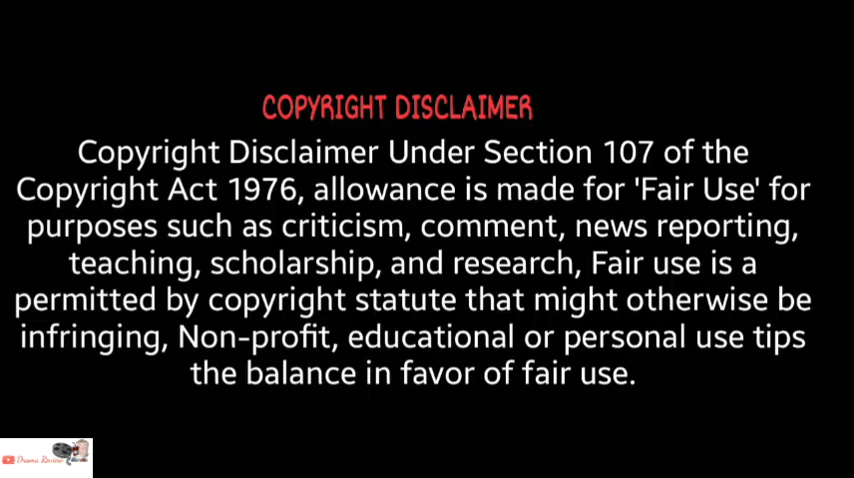 COPYRIGHT DISCLAIMER
Copyright Disclaimer Under Section 107 of the
Copyright Act 1976, allowance is made for 'Fair Use' for
purposes such as criticism, comment, news reporting,
teaching, scholarship, and research, Fair use is a
permitted by copyright statute that might otherwise be
infringing, Non-profit, educational or personal use tips
the balance in favor of fair use.
Drama Review